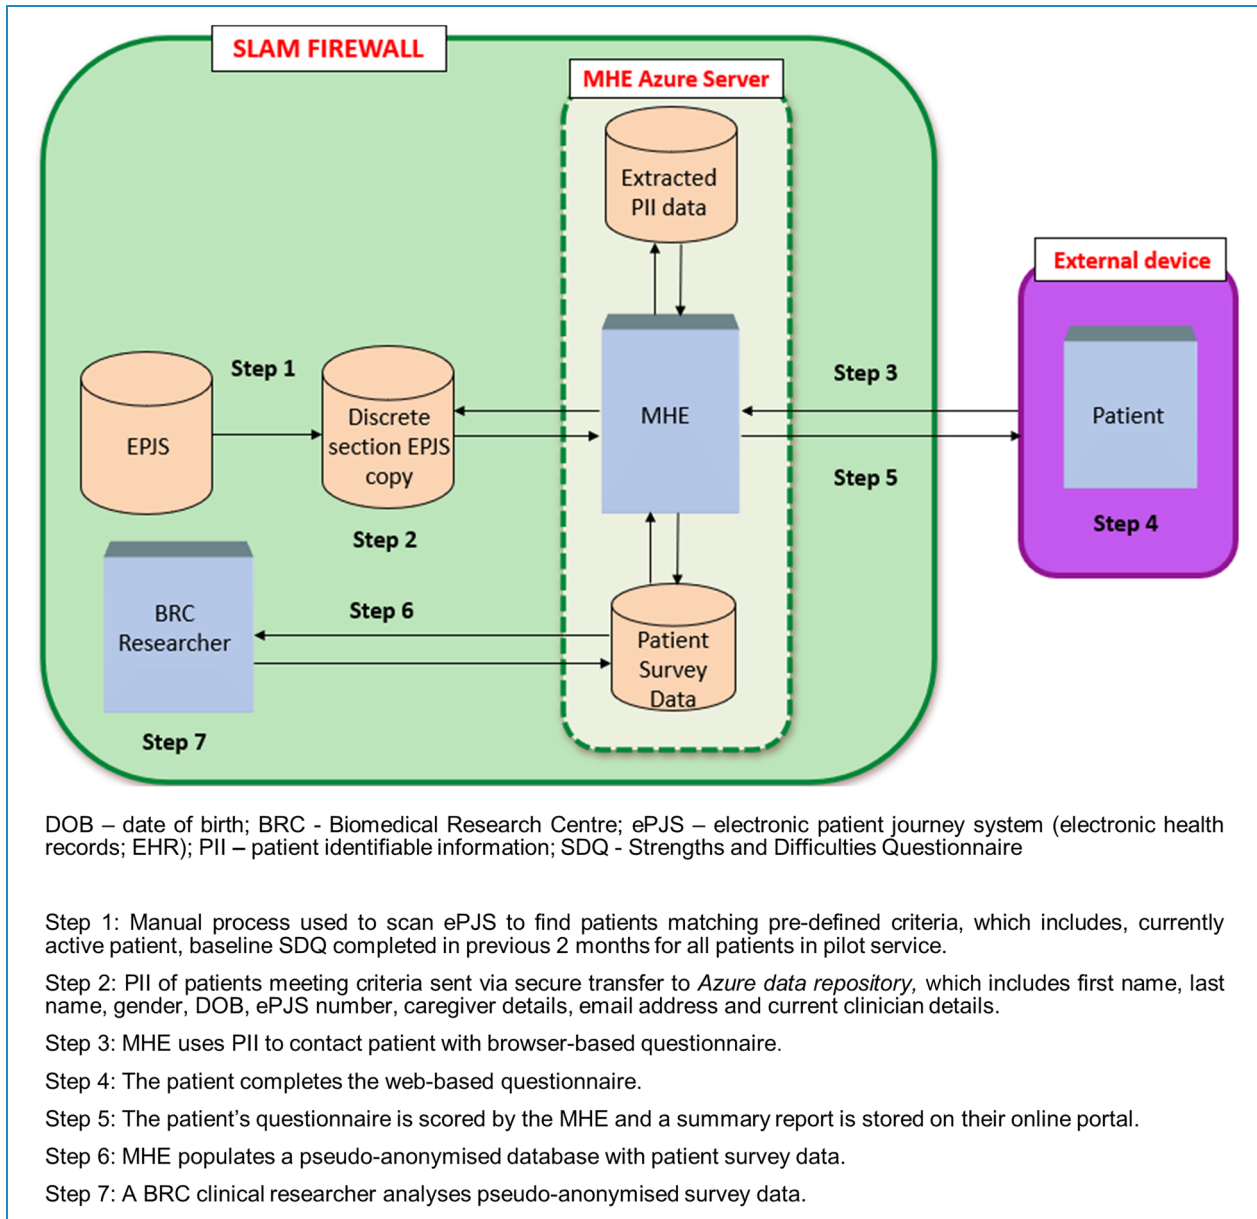 SLAM FIREWALL
MHE Azure Server
Extracted
PII data
External device
Step 1
Step 3
EPJS
Discrete
section EPJS
copy
MHE
Patient
Step 5
Step 4
Step 2
BRC
Researcher
Step 6
Patient
Survey
Data
Step 7
DOB – date of birth; BRC - Biomedical Research Centre; ePJS – electronic patient journey system (electronic health
records; EHR); PII – patient identifiable information; SDQ - Strengths and Difficulties Questionnaire
Step 1: Manual process used to scan ePJS to find patients matching pre-defined criteria, which includes, currently
active patient, baseline SDQ completed in previous 2 months for all patients in pilot service.
Step 2: PII of patients meeting criteria sent via secure transfer to Azure data repository, which includes first name, last
name, gender, DOB, ePJS number, caregiver details, email address and current clinician details.
Step 3: MHE uses PII to contact patient with browser-based questionnaire.
Step 4: The patient completes the web-based questionnaire.
Step 5: The patient’s questionnaire is scored by the MHE and a summary report is stored on their online portal.
Step 6: MHE populates a pseudo-anonymised database with patient survey data.
Step 7: A BRC clinical researcher analyses pseudo-anonymised survey data.